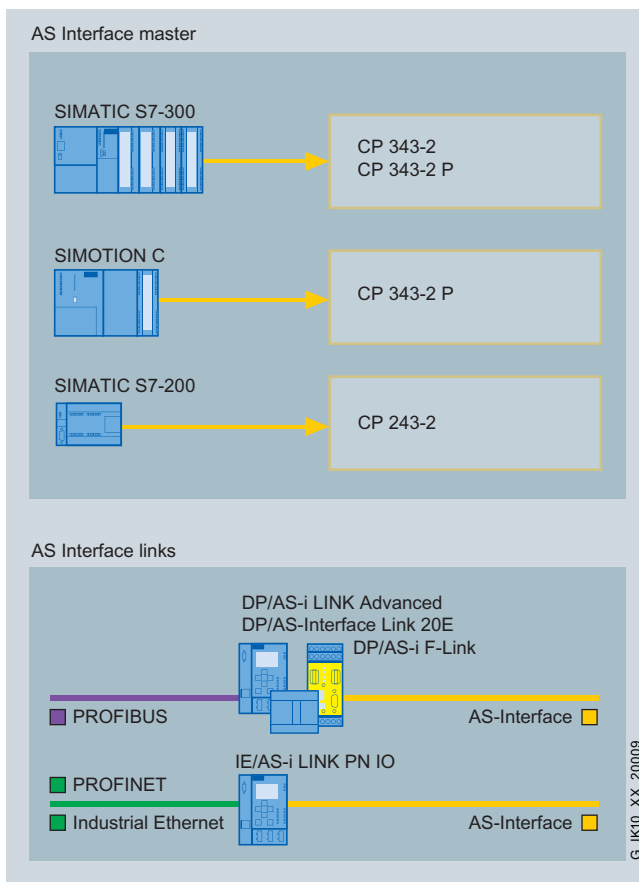 AS Interface master
SIMATIC S7-300
CP 343-2
CP 343-2 P
SIMOTION C
CP 343-2 P
SIMATIC S7-200
CP 243-2
AS Interface links
DP/AS-i LINK Advanced
DP/AS-Interface Link 20E
DP/AS-i F-Link
PROFIBUS
AS-Interface
IE/AS-i LINK PN IO
PROFINET
Industrial Ethernet
AS-Interface
G_IK10_XX_20009